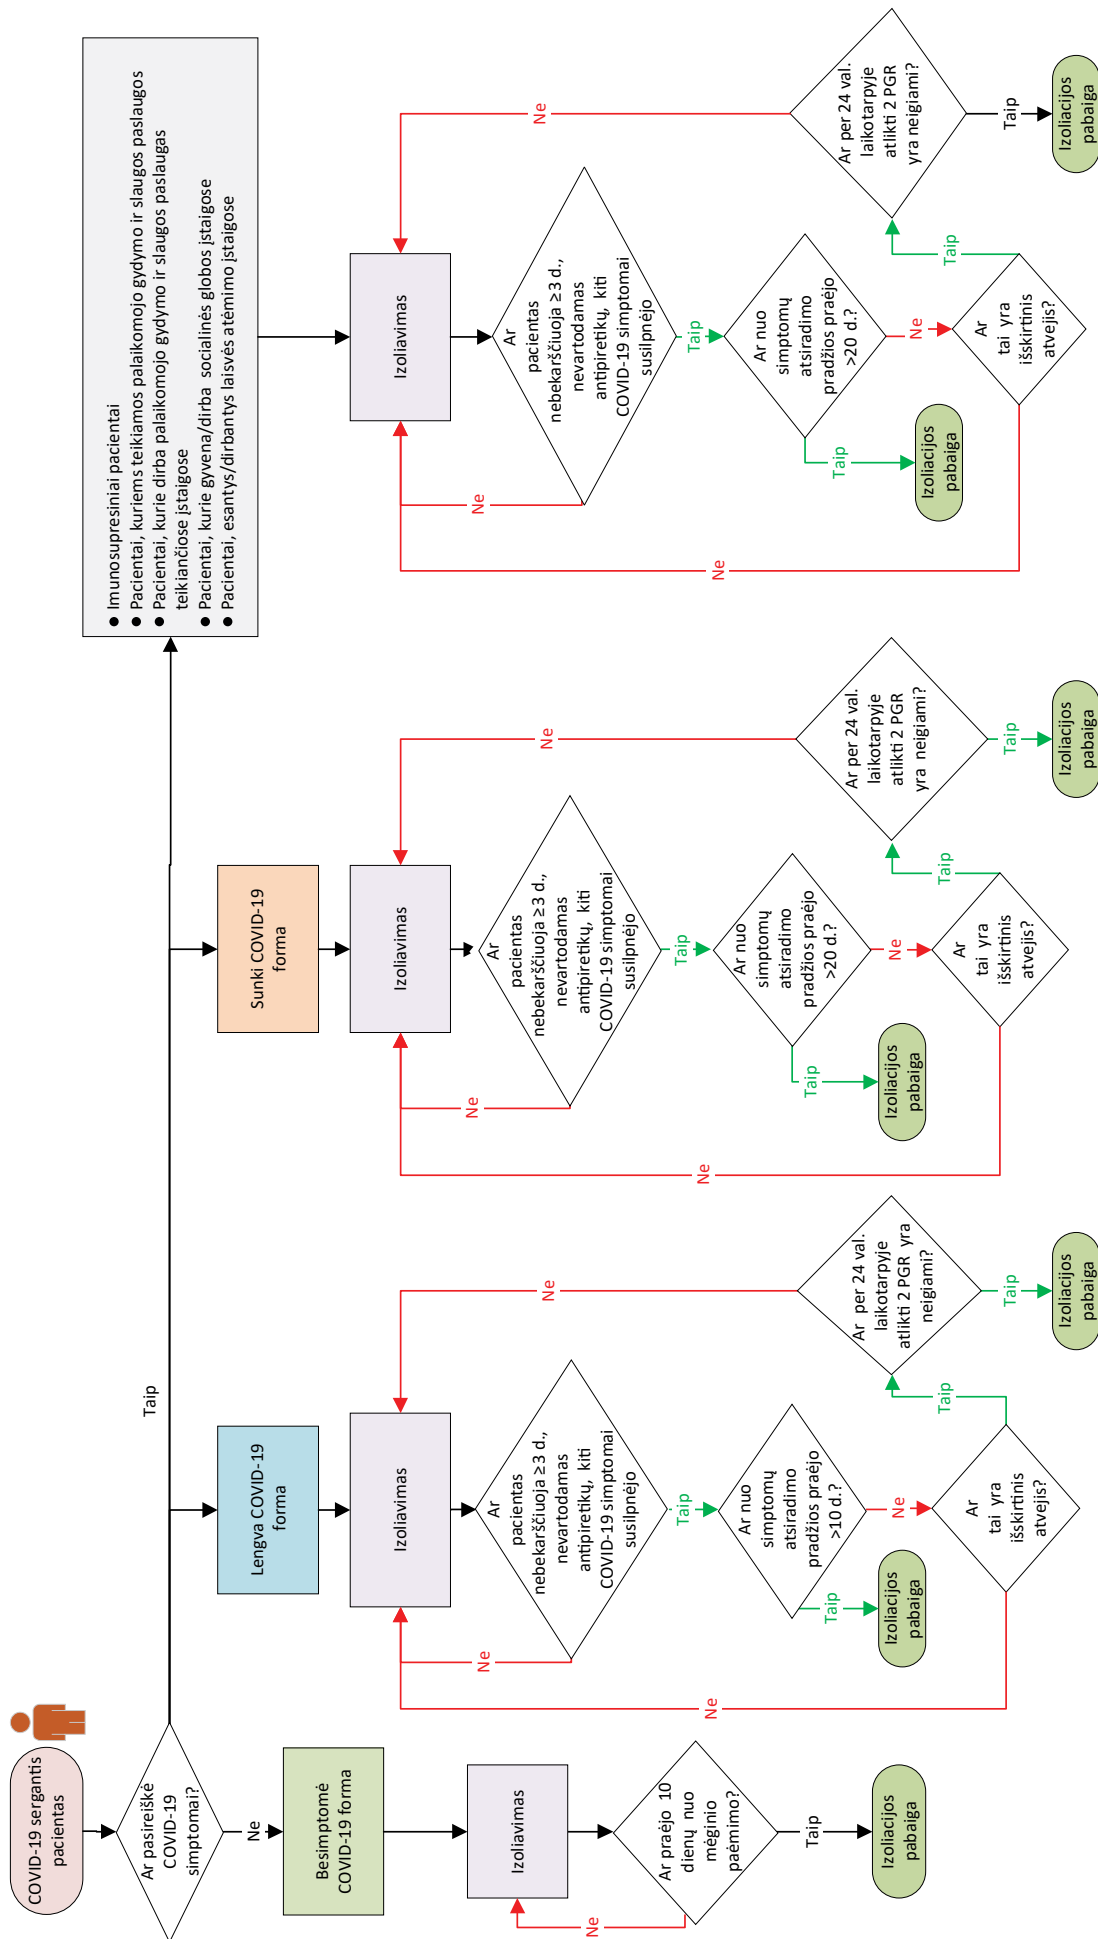 COVID-19 sergantis
pacientas
Ar pasireiškė
COVID-19
simptomai?
Ne
Taip
Besimptomė
COVID-19 forma
Izoliavimas
Ar praėjo 10
dienų nuo
mėginio
paėmimo?
Ne
Taip
Izoliacijos
pabaiga
Lengva COVID-19
forma
Izoliavimas
Ar
pacientas
nebekarščiuoja ≥3 d.,
nevartodamas
antipiretikų, kiti
COVID-19 simptomai
susilpnėjo
Ne
Taip
Ar nuo
simptomų
atsiradimo
pradžios praėjo
>10 d.?
Taip
Izoliacijos
pabaiga
Ne
Ar
tai yra
išskirtinis
atvejis?
Ne
Taip
Ar per 24 val.
laikotarpyje
atlikti 2 PGR yra
neigiami?
Ne
Taip
Izoliacijos
pabaiga
Sunki COVID-19
forma
Izoliavimas
Ar
pacientas
nebekarščiuoja ≥3 d.,
nevartodamas
antipiretikų, kiti
COVID-19 simptomai
susilpnėjo
Ne
Taip
Ar nuo
simptomų
atsiradimo
pradžios praėjo
>20 d.?
Taip
Izoliacijos
pabaiga
Ne
Ar
tai yra
išskirtinis
atvejis?
Ne
Taip
Ar per 24 val.
laikotarpyje
atlikti 2 PGR
yra neigiami?
Ne
Taip
Izoliacijos
pabaiga
● Imunosupresiniai pacientai
● Pacientai, kuriems teikiamos palaikomojo gydymo ir slaugos paslaugos
● Pacientai, kurie dirba palaikomojo gydymo ir slaugos paslaugas
teikiančiose įstaigose
● Pacientai, kurie gyvena/dirba socialinės globos įstaigose
● Pacientai, esantys/dirbantys laisvės atėmimo įstaigose
Izoliavimas
Ar
pacientas
nebekarščiuoja ≥3 d.,
nevartodamas
antipiretikų, kiti
COVID-19 simptomai
susilpnėjo
Ne
Taip
Ar nuo
simptomų
atsiradimo
pradžios praėjo
>20 d.?
Taip
Izoliacijos
pabaiga
Ne
Ar
tai yra
išskirtinis
atvejis?
Ne
Taip
Ar per 24 val.
laikotarpyje
atlikti 2 PGR
yra neigiami?
Ne
Taip
Izoliacijos
pabaiga